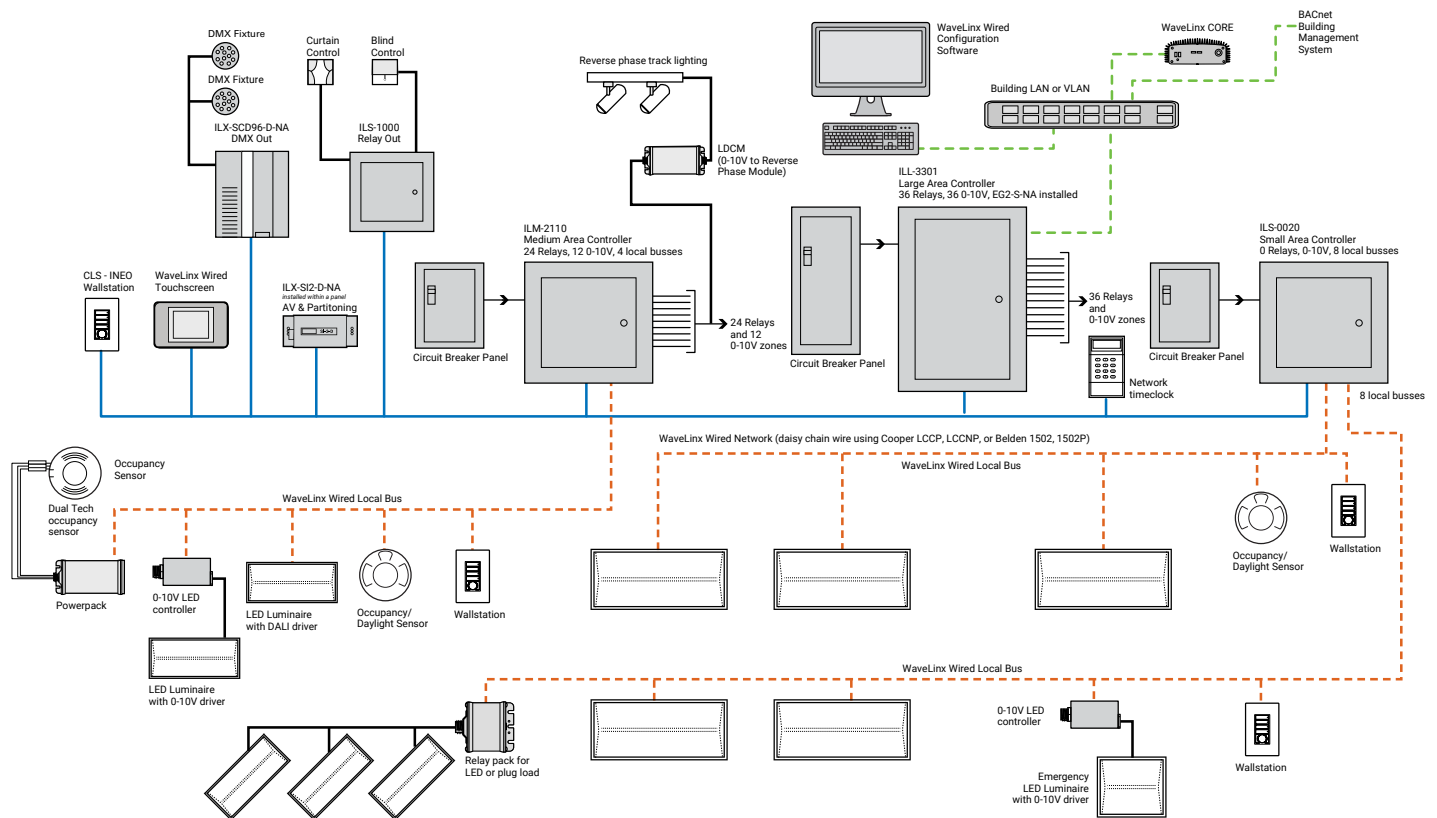 DMX Fixture
DMX Fixture
ILX-SCD96-D-NA
DMX Out
Curtain
Control
Blind
Control
ILS-1000
Relay Out
Reverse phase track lighting
LDCM
(0-10V to Reverse
Phase Module)
WaveLinx Wired
Configuration
Software
WaveLinx CORE
BACnet
Building
Management
System
Building LAN or VLAN
ILL-3301
Large Area Controller
36 Relays, 36 0-10V, EG2-S-NA installed
ILM-2110
Medium Area Controller
24 Relays, 12 0-10V, 4 local busses
ILS-0020
Small Area Controller
0 Relays, 0-10V, 8 local busses
CLS - INEO
Wallstation
WaveLinx Wired
Touchscreen
ILX-SI2-D-NA
installed within a panel
AV & Partitoning
Circuit Breaker Panel
24 Relays
and 12
0-10V zones
Circuit Breaker Panel
36 Relays
and
0-10V zones
Network
timeclock
Circuit Breaker Panel
8 local busses
WaveLinx Wired Network (daisy chain wire using Cooper LCCP, LCCNP, or Belden 1502, 1502P)
WaveLinx Wired Local Bus
Occupancy
Sensor
Dual Tech
occupancy
sensor
WaveLinx Wired Local Bus
Powerpack
0-10V LED
controller
LED Luminaire
with 0-10V driver
LED Luminaire
with DALI driver
Occupancy/
Daylight Sensor
Wallstation
Occupancy/
Daylight Sensor
Wallstation
WaveLinx Wired Local Bus
Relay pack for
LED or plug load
0-10V LED
controller
Emergency
LED Luminaire
with 0-10V driver
Wallstation